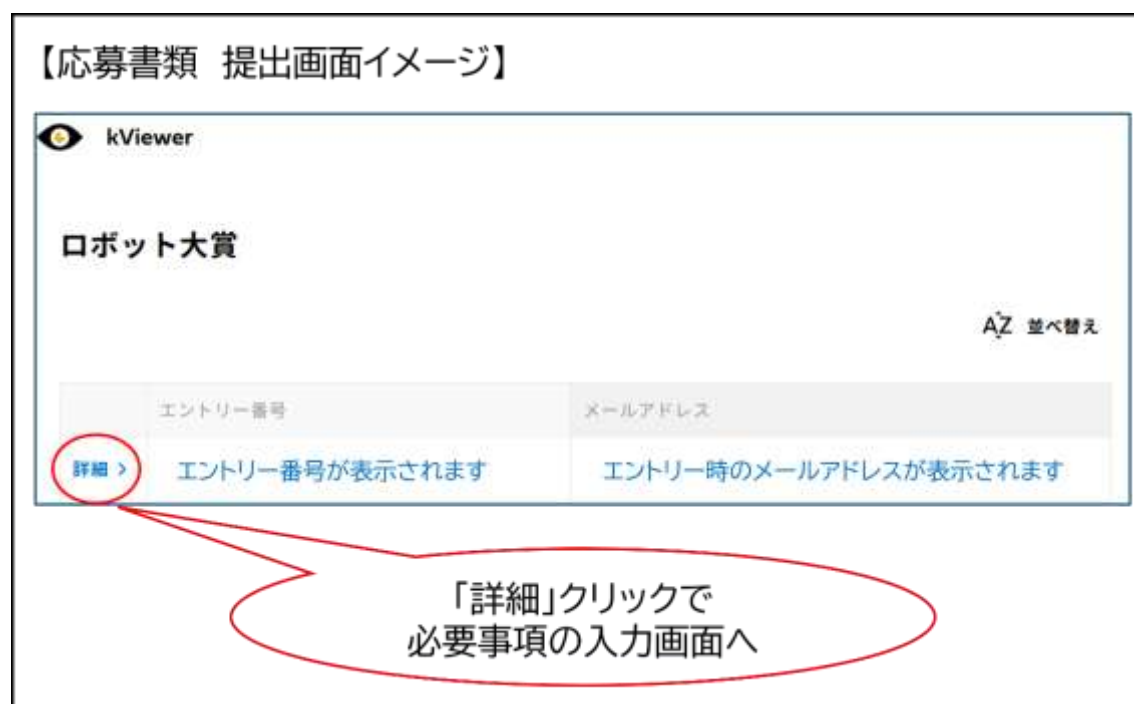 【応募書類 提出画面イメージ】
kViewer
ロボット大賞
AZ 並べ替え
エントリー番号 メールアドレス
詳細 > エントリー番号が表示されます エントリー時のメールアドレスが表示されます
「詳細」クリックで
必要事項の入力画面へ